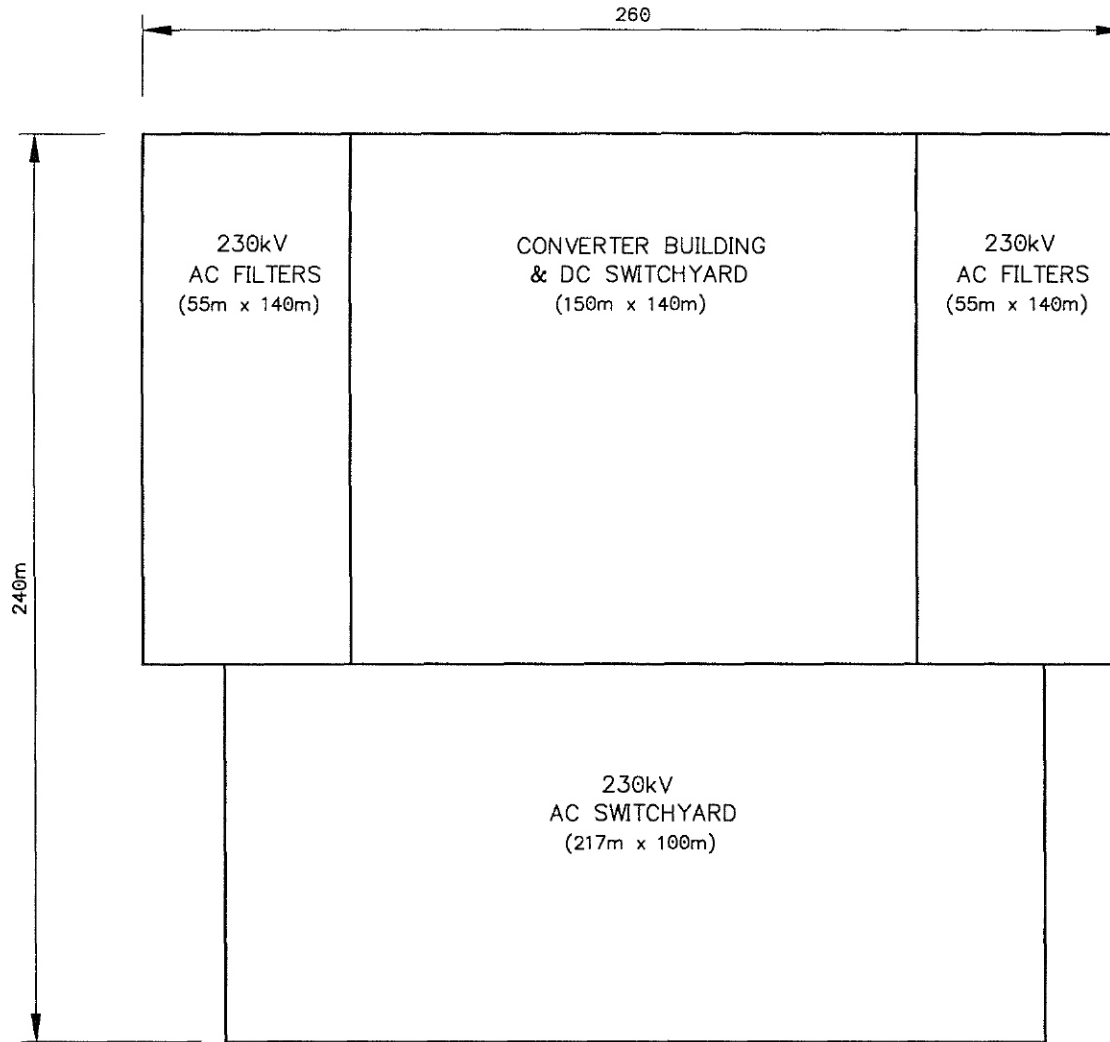 260
230kV
AC FILTERS
(55m x 140m)
CONVERTER BUILDING
& DC SWITCHYARD
(150m x 140m)
230kV
AC FILTERS
(55m x 140m)
240m
230kV
AC SWITCHYARD
(217m x 100m)